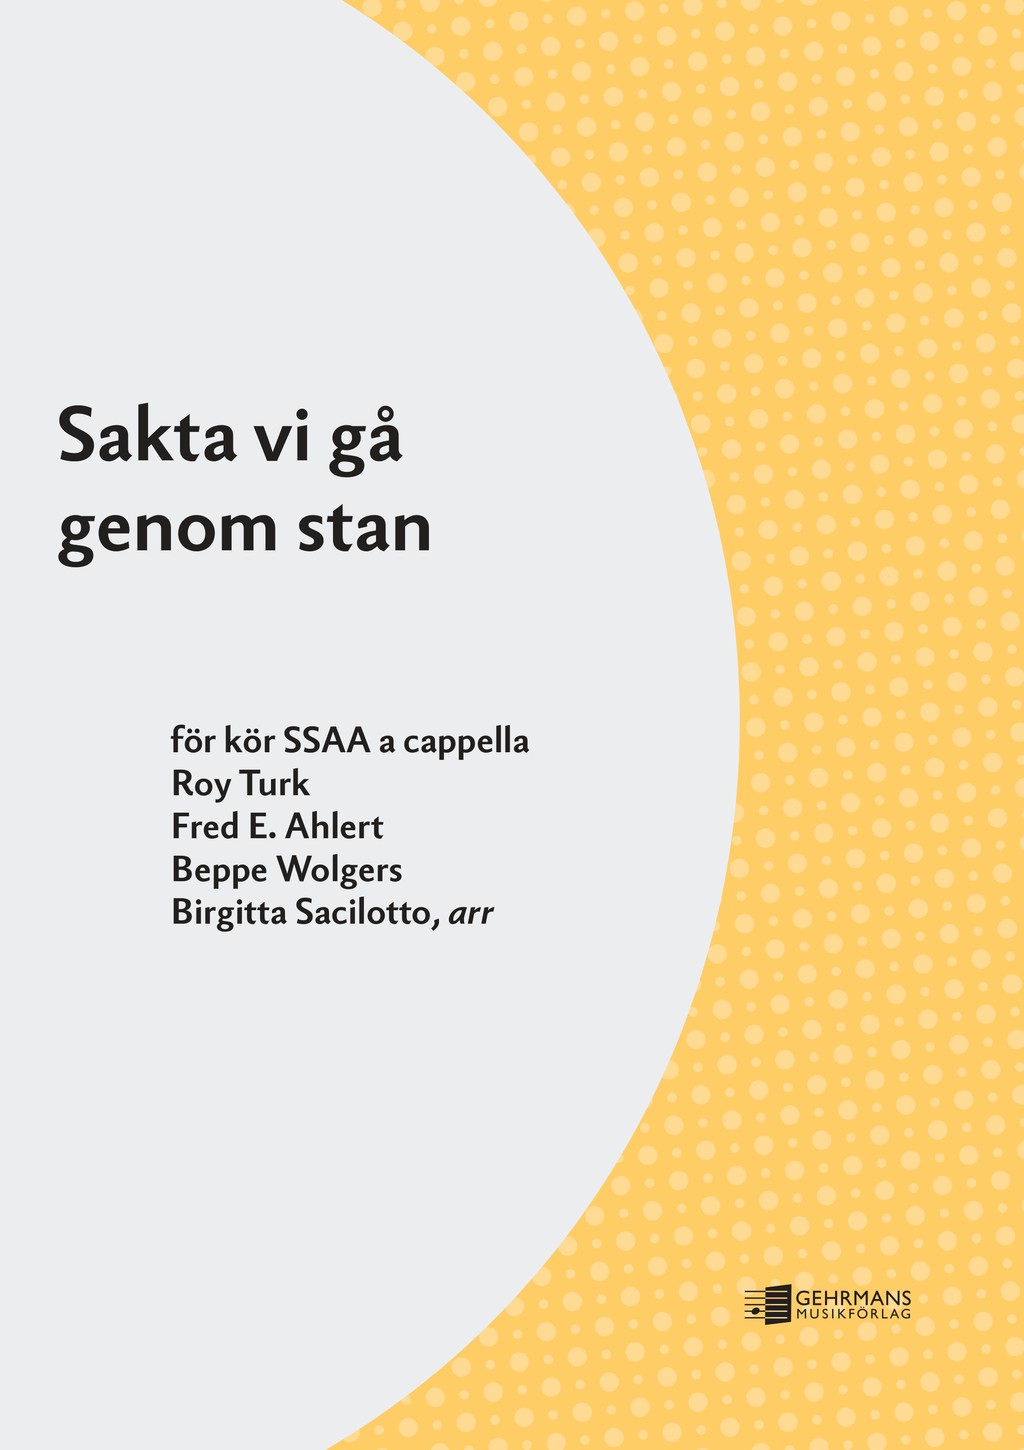 Sakta vi gå
genom stan
för kör SSAA a cappella
Roy Turk
Fred E. Ahlert
Beppe Wolgers
Birgitta Sacilotto, arr
GEHRMANS
MUSIKFÖRLAG